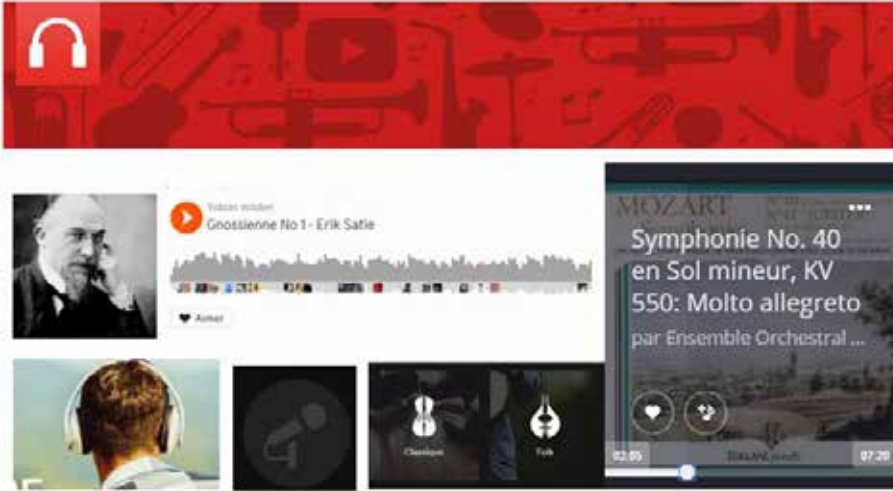 Gnossienne No 1 - Erik Satie
Aimer
MOZART
Symphonie No. 40
en Sol mineur, KV
550: Molto allegreto
par Ensemble Orchestral ...
Classique
Folk
02:05
07:20